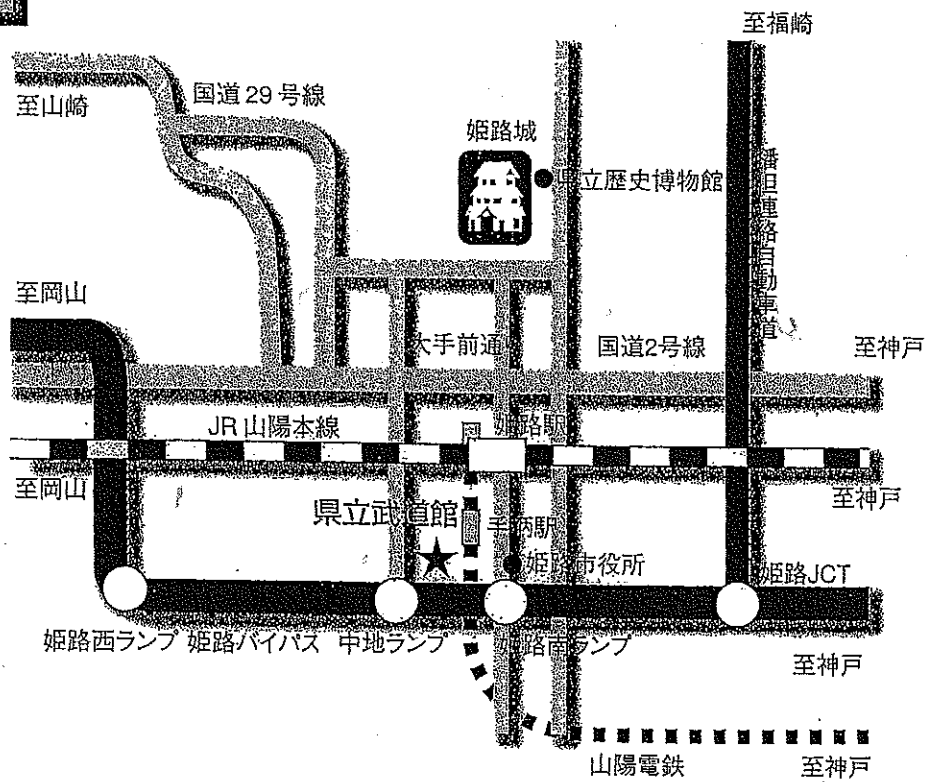 至福崎
至山崎
国道29号線
姫路城
県立歴史博物館
播但連絡自動車道
至岡山
大手前通
国道2号線
至神戸
JR山陽本線
姫路駅
至岡山
至神戸
県立武道館
手柄駅
姫路市役所
姫路JCT
姫路西ランプ
姫路バイパス
中地ランプ
姫路南ランプ
至神戸
山陽電鉄
至神戸